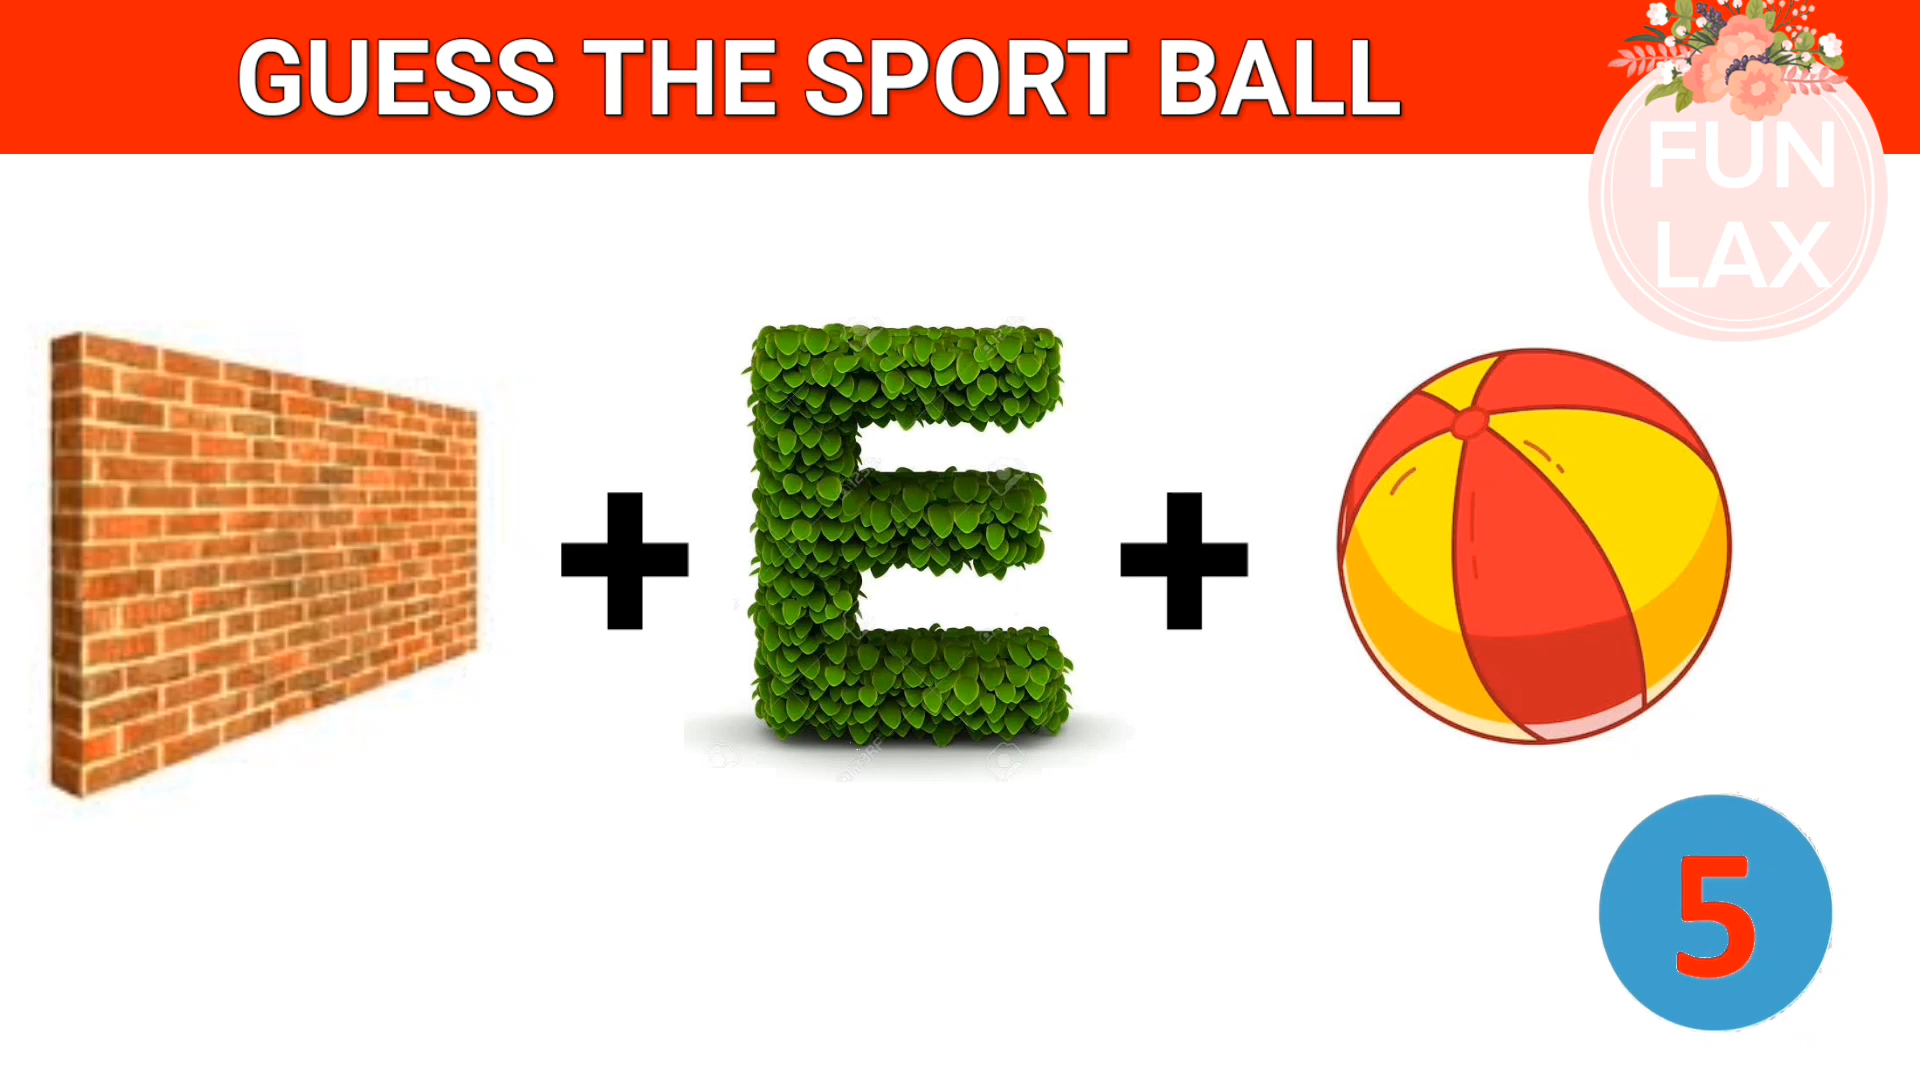 GUESS THE SPORT BALL
FUN
LAX
+ E +
5